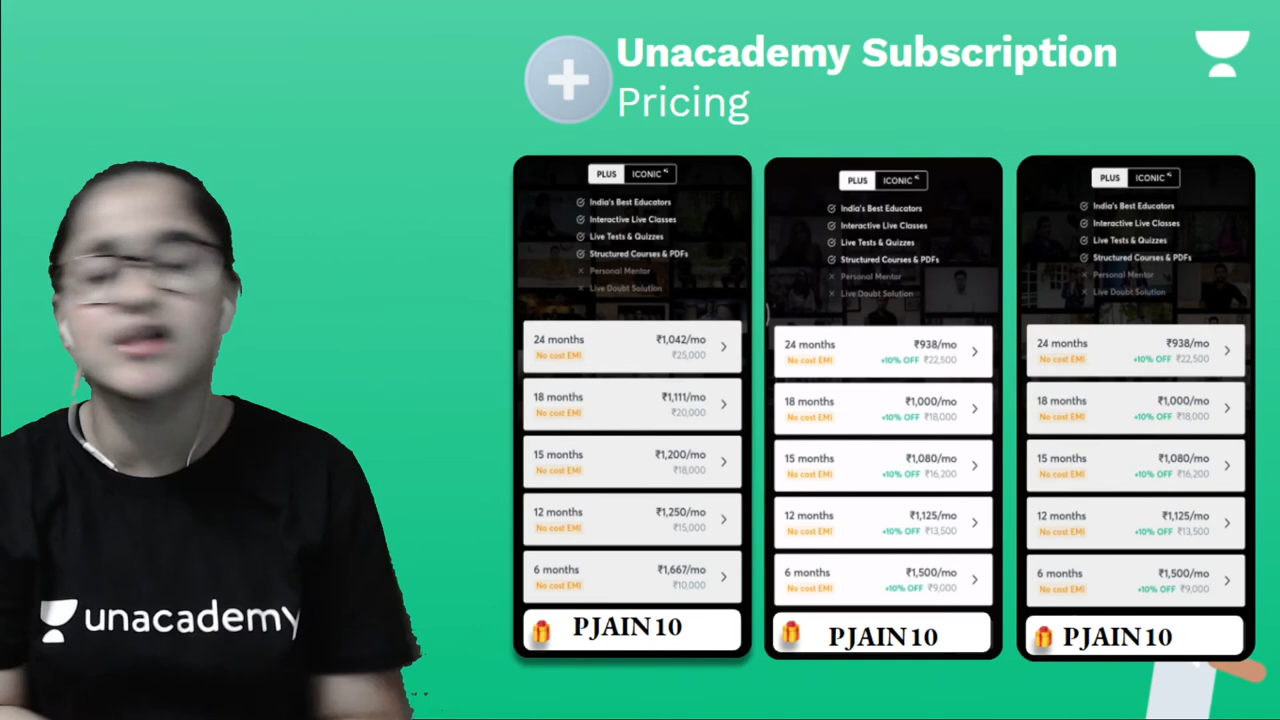 Unacademy Subscription
Pricing
PLUS ICONIC
India's Best Educators
Interactive Live Classes
Live Tests & Quizzes
Structured Courses & PDFs
Personal Mentor
Live Doubt Solution
24 months ₹1,042/mo
No cost EMI ₹25,000
18 months ₹1,111/mo
No cost EMI ₹20,000
15 months ₹1,200/mo
No cost EMI ₹18,000
12 months ₹1,250/mo
No cost EMI ₹15,000
6 months ₹1,667/mo
No cost EMI ₹10,000
PJAIN10
PLUS ICONIC
India's Best Educators
Interactive Live Classes
Live Tests & Quizzes
Structured Courses & PDFs
Personal Mentor
Live Doubt Solution
24 months ₹938/mo
No cost EMI +10% OFF ₹22,500
18 months ₹1,000/mo
No cost EMI +10% OFF ₹18,000
15 months ₹1,080/mo
No cost EMI +10% OFF ₹16,200
12 months ₹1,125/mo
No cost EMI +10% OFF ₹13,500
6 months ₹1,500/mo
No cost EMI +10% OFF ₹9,000
PJAIN10
PLUS ICONIC
India's Best Educators
Interactive Live Classes
Live Tests & Quizzes
Structured Courses & PDFs
Personal Mentor
Live Doubt Solution
24 months ₹938/mo
No cost EMI +10% OFF ₹22,500
18 months ₹1,000/mo
No cost EMI +10% OFF ₹18,000
15 months ₹1,080/mo
No cost EMI +10% OFF ₹16,200
12 months ₹1,125/mo
No cost EMI +10% OFF ₹13,500
6 months ₹1,500/mo
No cost EMI +10% OFF ₹9,000
PJAIN10
unacademy